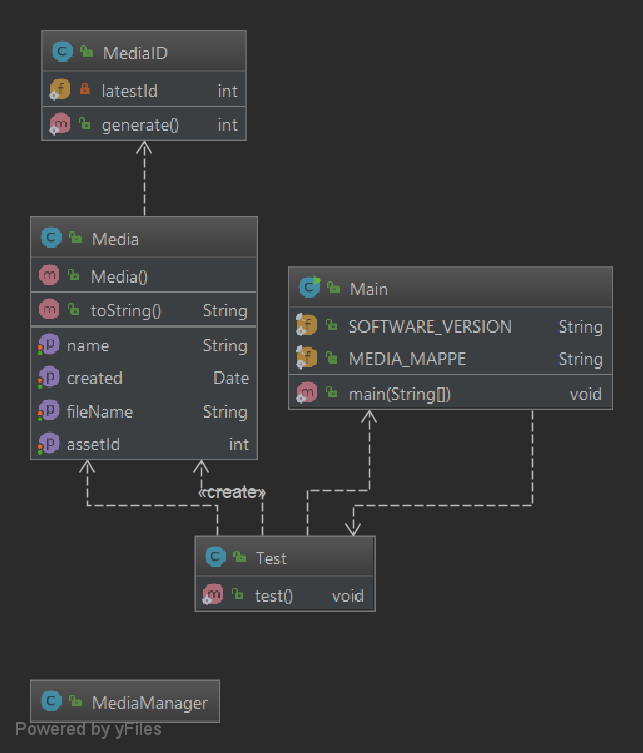 MediaID
latestId int
generate() int
Media
Media()
toString() String
name String
created Date
fileName String
assetId int
Main
SOFTWARE_VERSION String
MEDIA_MAPPE String
main(String[]) void
«create»
Test
test() void
MediaManager
Powered by yFiles